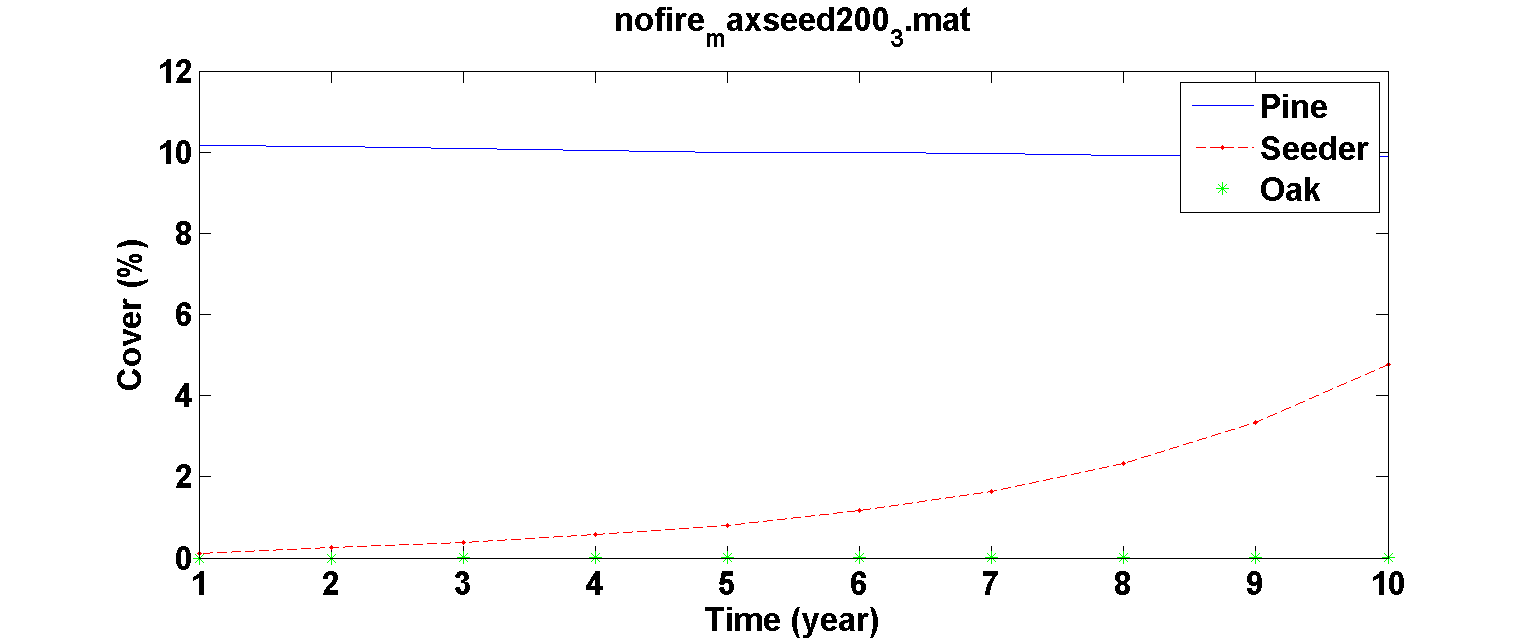 nofire_maxseed200_3.mat
12
10
8
6
4
2
0
Cover (%)
Pine
Seeder
Oak
1 2 3 4 5 6 7 8 9 10
Time (year)